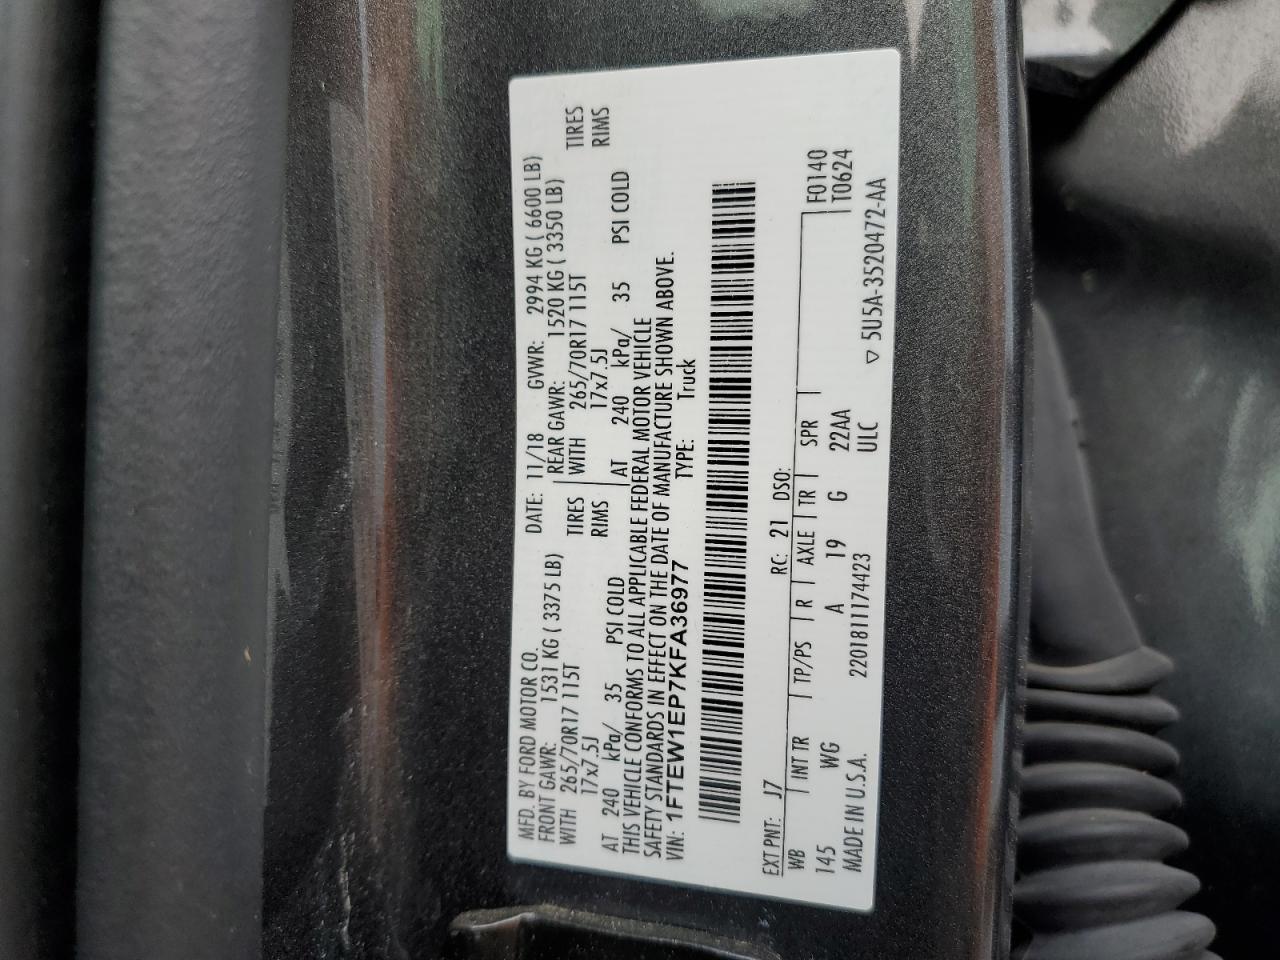 MFD. BY FORD MOTOR CO. DATE: 11/18 GVWR: 2994 KG ( 6600 LB)
FRONT GAWR: 1531 KG ( 3375 LB) REAR GAWR: 1520 KG ( 3350 LB)
WITH 265/70R17 115T TIRES WITH 265/70R17 115T TIRES
17x7.5J RIMS 17x7.5J RIMS
AT 240 kPa/ 35 PSI COLD AT 240 kPa/ 35 PSI COLD
THIS VEHICLE CONFORMS TO ALL APPLICABLE FEDERAL MOTOR VEHICLE
SAFETY STANDARDS IN EFFECT ON THE DATE OF MANUFACTURE SHOWN ABOVE.
VIN: 1FTEW1EP7KFA36977 TYPE: Truck
EXT PNT: J7 RC: 21 DSO:
WB INT TR TP/PS R AXLE TR SPR F0140
145 WG A 19 G 22AA T0624
ULC
MADE IN U.S.A. 2201811174423 ▽ 5U5A-3520472-AA